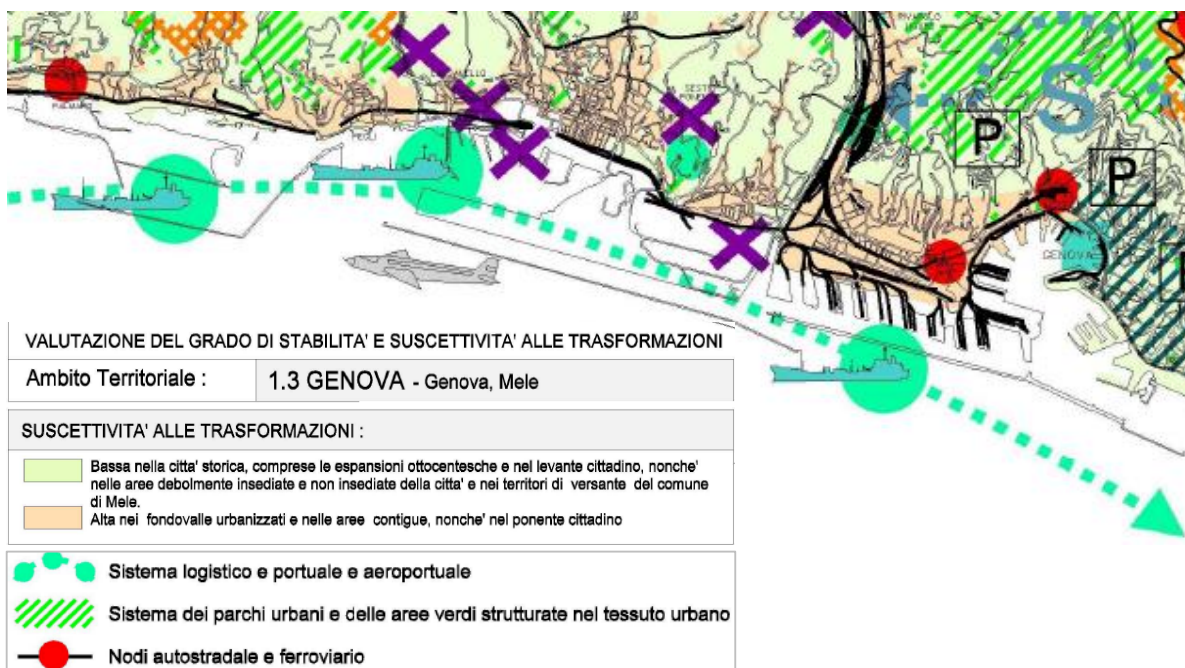 PALMARO
PEGLI
SESTRI
P
S
P
GENOVA
VALUTAZIONE DEL GRADO DI STABILITA' E SUSCETTIVITA' ALLE TRASFORMAZIONI
Ambito Territoriale :
1.3 GENOVA - Genova, Mele
SUSCETTIVITA' ALLE TRASFORMAZIONI :
Bassa nella citta' storica, comprese le espansioni ottocentesche e nel levante cittadino, nonche'
nelle aree debolmente insediate e non insediate della citta' e nei territori di versante del comune
di Mele.
Alta nei fondovalle urbanizzati e nelle aree contigue, nonche' nel ponente cittadino
Sistema logistico e portuale e aeroportuale
Sistema dei parchi urbani e delle aree verdi strutturate nel tessuto urbano
Nodi autostradale e ferroviario